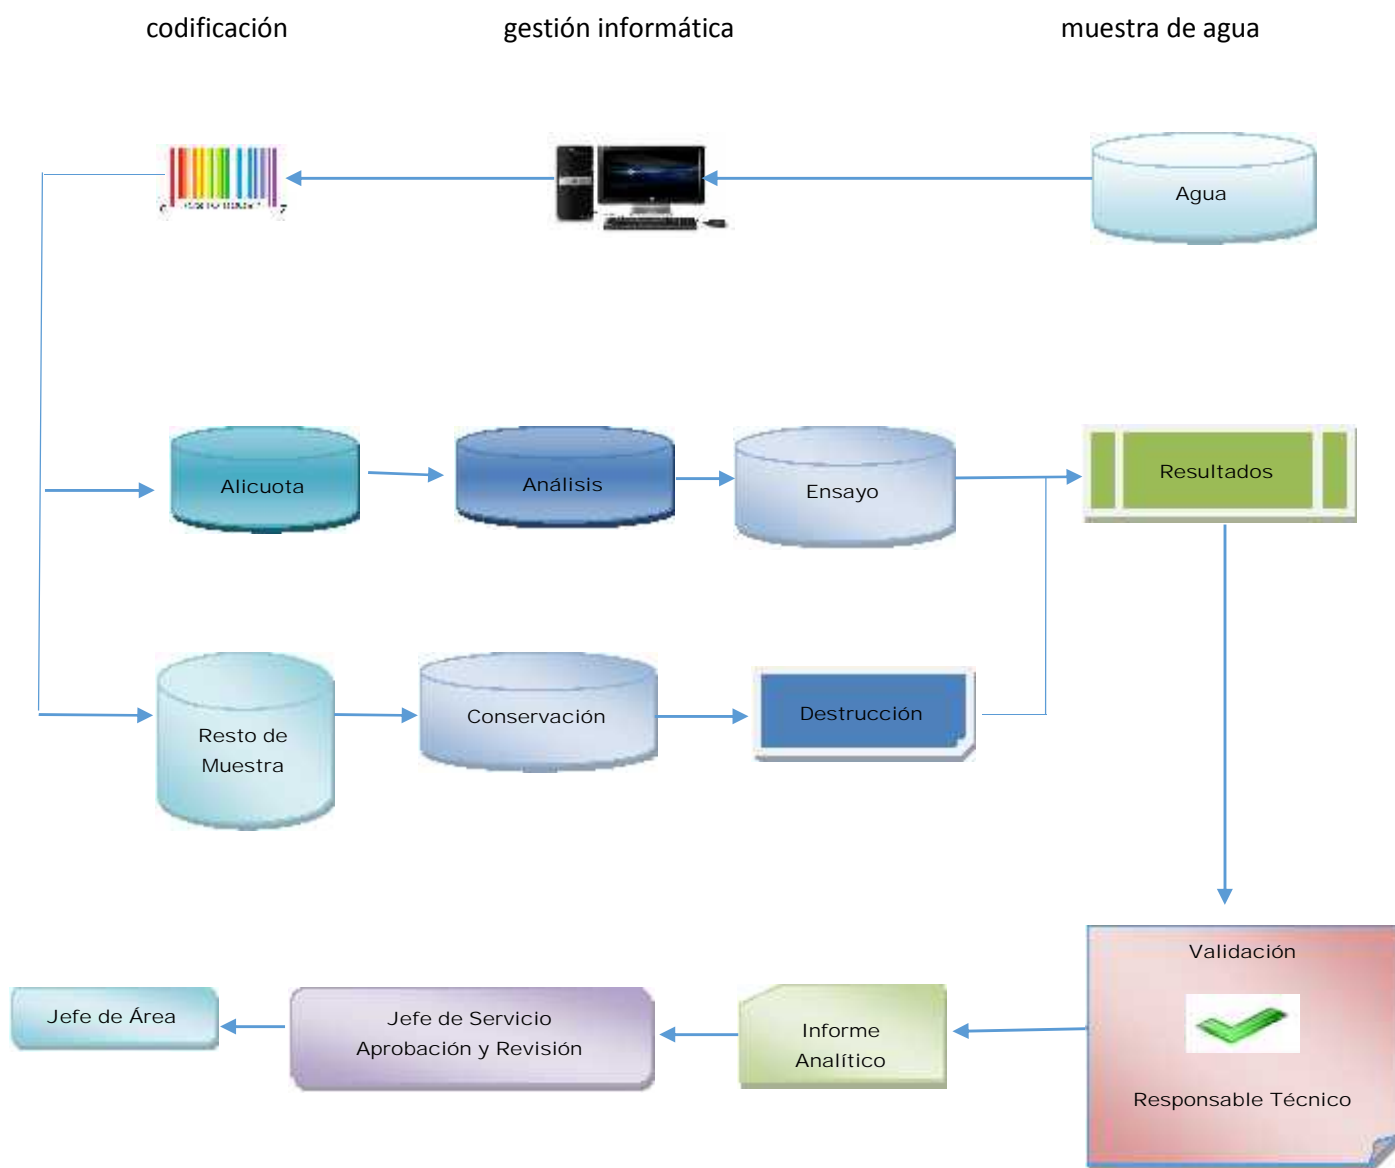 codificación
gestión informática
muestra de agua
Agua
Alicuota
Análisis
Ensayo
Resultados
Resto de
Muestra
Conservación
Destrucción
Validación
Responsable Técnico
Informe
Analítico
Jefe de Servicio
Aprobación y Revisión
Jefe de Área